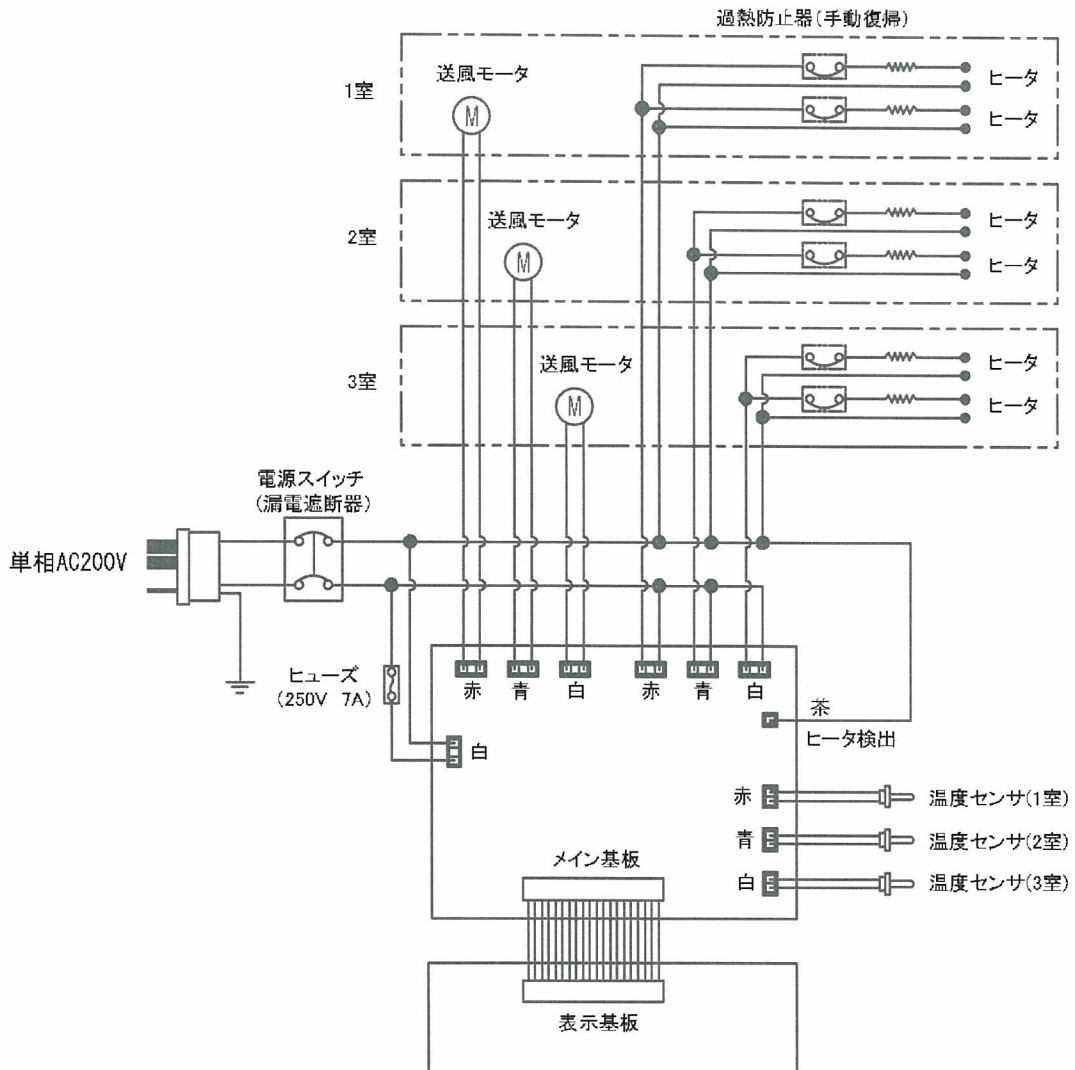 過熱防止器(手動復帰)
1室
送風モータ
M
ヒータ
ヒータ
2室
送風モータ
M
ヒータ
ヒータ
3室
送風モータ
M
ヒータ
ヒータ
電源スイッチ
(漏電遮断器)
単相AC200V
ヒューズ
(250V 7A)
赤
青
白
赤
青
白
茶
ヒータ検出
白
赤
温度センサ(1室)
青
温度センサ(2室)
白
温度センサ(3室)
メイン基板
表示基板